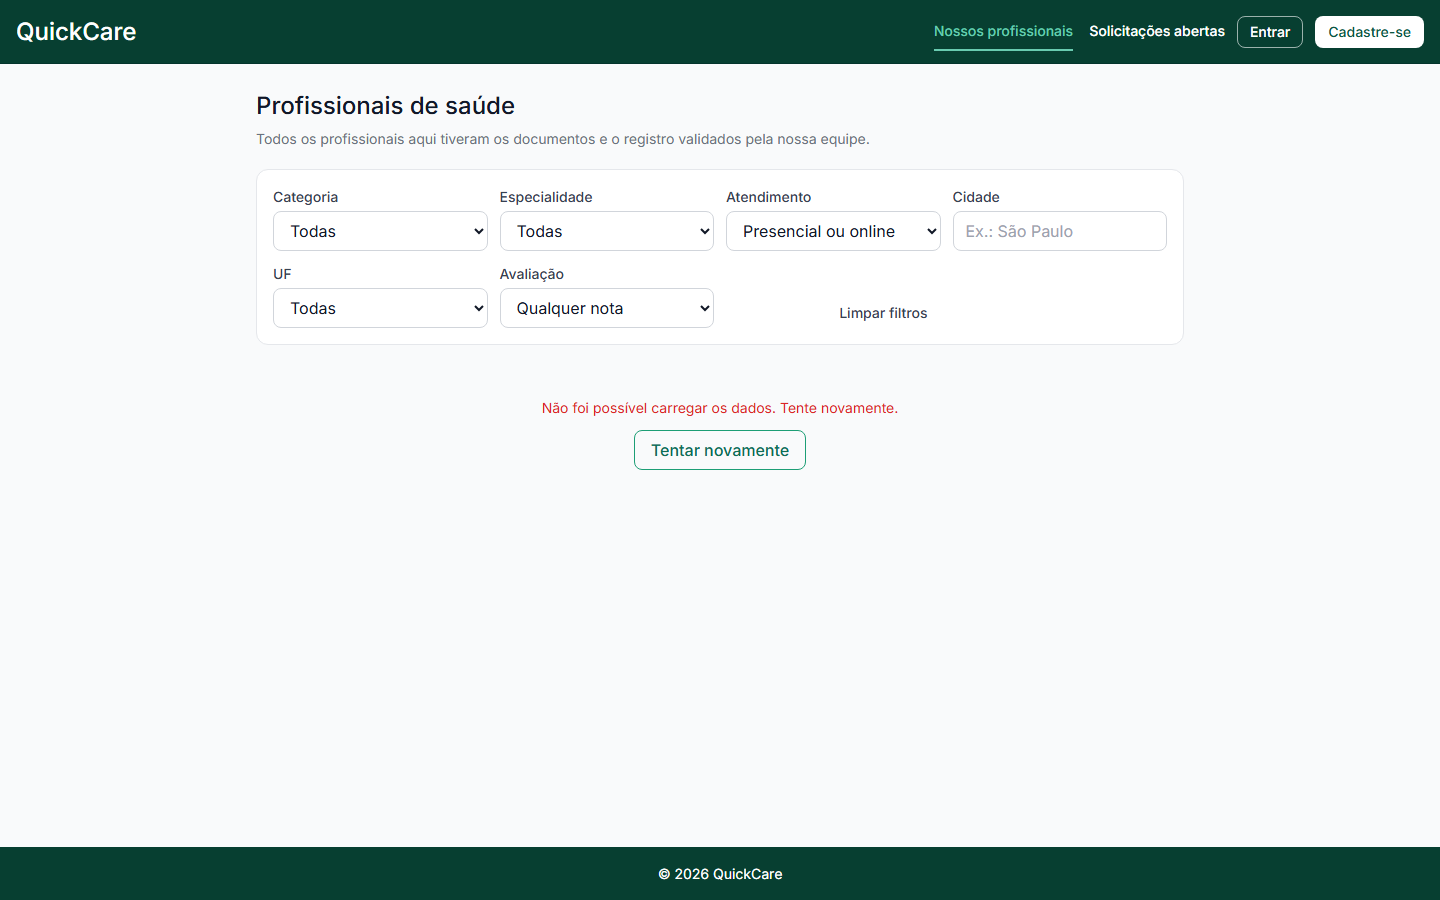 QuickCare
Nossos profissionais
Solicitações abertas
Entrar
Cadastre-se
Profissionais de saúde
Todos os profissionais aqui tiveram os documentos e o registro validados pela nossa equipe.
Categoria
Especialidade
Atendimento
Cidade
Todas
Todas
Presencial ou online
Ex.: São Paulo
UF
Avaliação
Todas
Qualquer nota
Limpar filtros
Não foi possível carregar os dados. Tente novamente.
Tentar novamente
© 2026 QuickCare